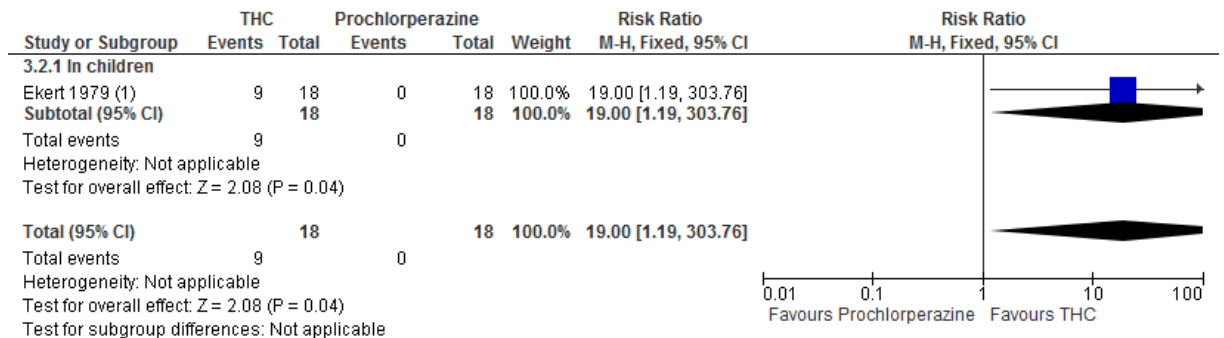 THC Prochlorperazine Risk Ratio Risk Ratio
Study or Subgroup Events Total Events Total Weight M-H, Fixed, 95% CI M-H, Fixed, 95% CI
3.2.1 In children
Ekert 1979 (1) 9 18 0 18 100.0% 19.00 [1.19, 303.76]
Subtotal (95% CI) 18 18 100.0% 19.00 [1.19, 303.76]
Total events 9 0
Heterogeneity: Not applicable
Test for overall effect: Z = 2.08 (P = 0.04)
Total (95% CI) 18 18 100.0% 19.00 [1.19, 303.76]
Total events 9 0
Heterogeneity: Not applicable
Test for overall effect: Z = 2.08 (P = 0.04)
Test for subgroup differences: Not applicable
0.01 0.1 1 10 100
Favours Prochlorperazine Favours THC